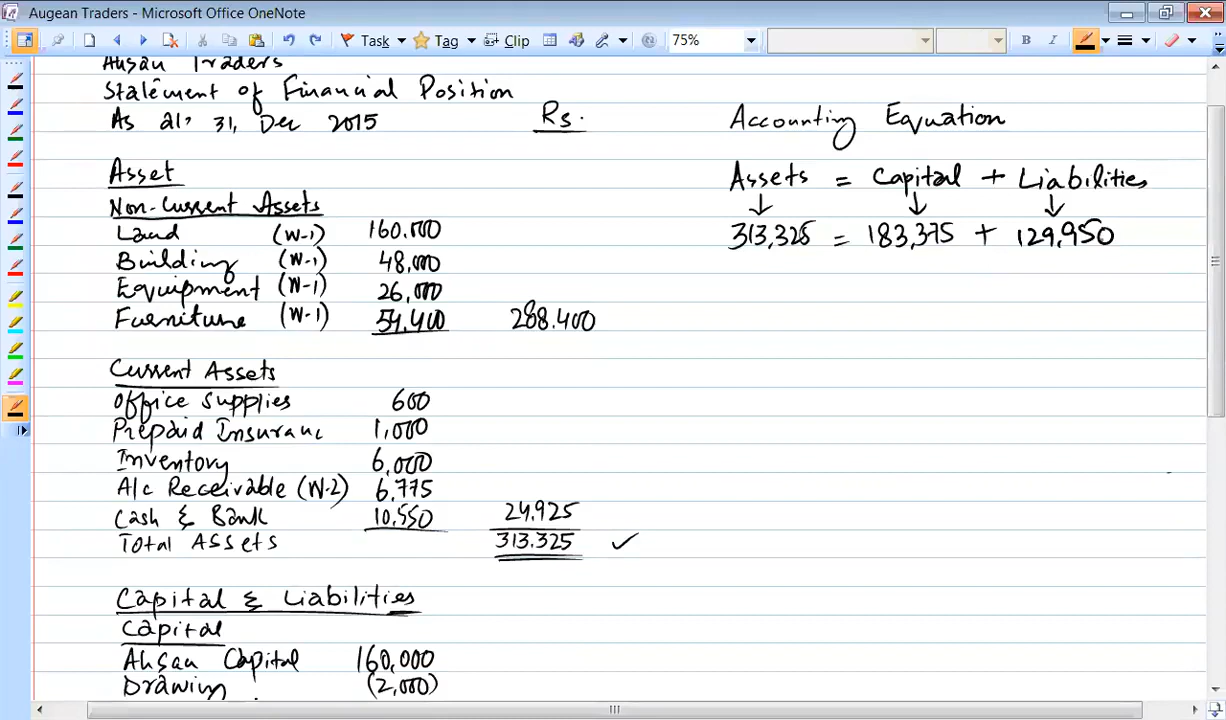 Augean Traders - Microsoft Office OneNote
Task Tag Clip 75% B I
Ahsan Traders
Statement of Financial Position
As at, 31, Dec 2015 Rs.
Asset
Non-Current Assets
Land (W-1) 160.000
Building (W-1) 48,000
Equipment (W-1) 26,000
Furniture (W-1) 54,400 288.400
Current Assets
Office Supplies 600
Prepaid Insuranc 1,000
Inventory 6,000
A/c Receivable (W-2) 6,775
Cash & Bank 10,550 24,925
Total Assets 313.325 ✓
Capital & Liabilities
Capital
Ahsan Capital 160,000
Drawing (2,000)
Accounting Equation
Assets = Capital + Liabilities
313,325 = 183,375 + 129,950